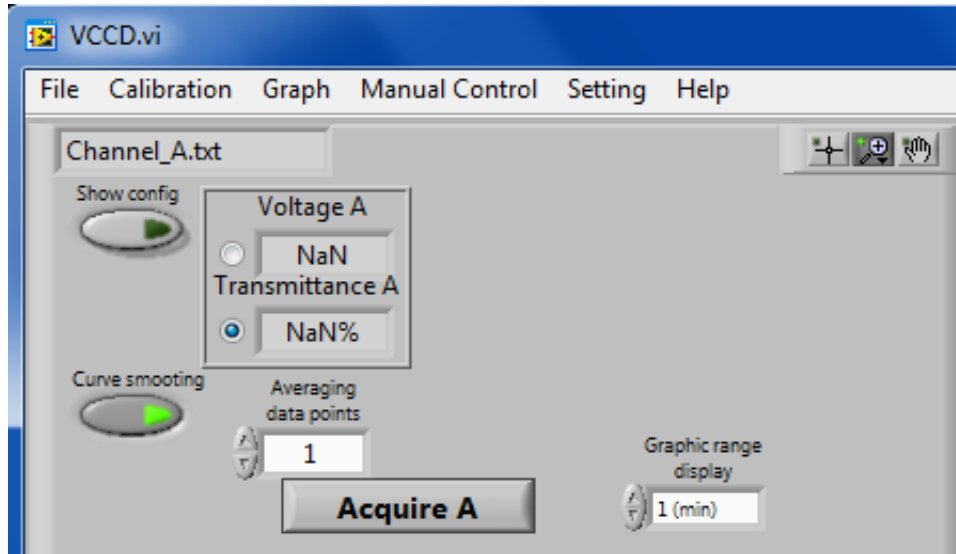 VCCD.vi
File Calibration Graph Manual Control Setting Help
Channel_A.txt
Show config
Voltage A
NaN
Transmittance A
NaN%
Curve smooting
Averaging
data points
1
Graphic range
display
1 (min)
Acquire A